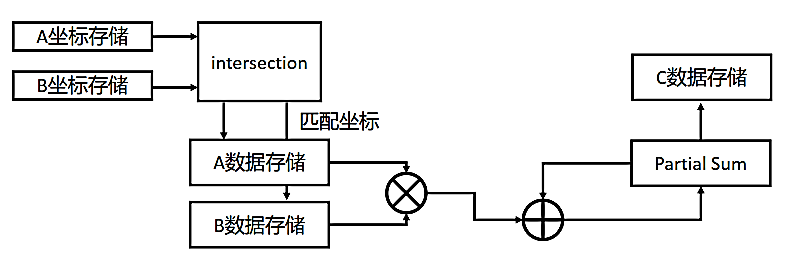 A坐标存储
B坐标存储
intersection
匹配坐标
A数据存储
B数据存储
C数据存储
Partial Sum